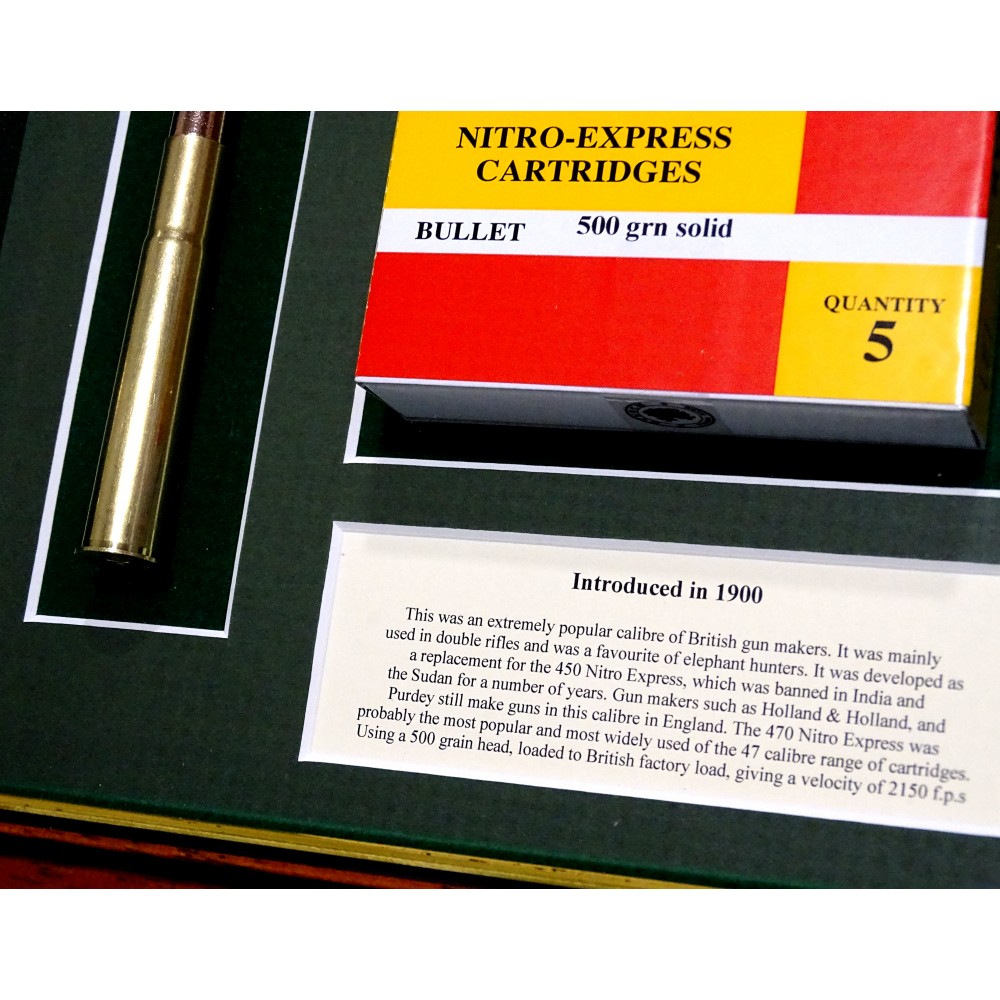 NITRO-EXPRESS
CARTRIDGES
BULLET 500 grn solid
QUANTITY
5
Introduced in 1900
This was an extremely popular calibre of British gun makers. It was mainly
used in double rifles and was a favourite of elephant hunters. It was developed as
a replacement for the 450 Nitro Express, which was banned in India and
the Sudan for a number of years. Gun makers such as Holland & Holland, and
Purdey still make guns in this calibre in England. The 470 Nitro Express was
probably the most popular and most widely used of the 47 calibre range of cartridges.
Using a 500 grain head, loaded to British factory load, giving a velocity of 2150 f.p.s